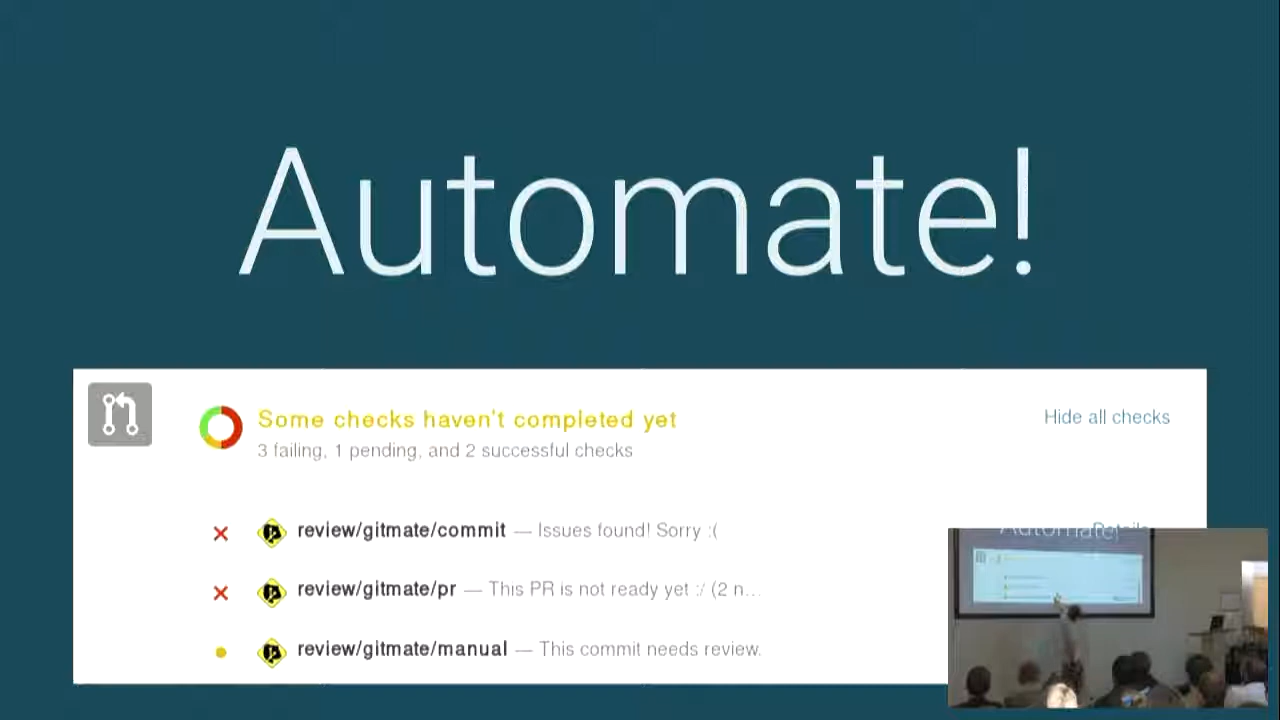 Automate!
Some checks haven't completed yet
Hide all checks
3 failing, 1 pending, and 2 successful checks
review/gitmate/commit — Issues found! Sorry :(
Details
review/gitmate/pr — This PR is not ready yet :/ (2 n...
review/gitmate/manual — This commit needs review.
Automate!